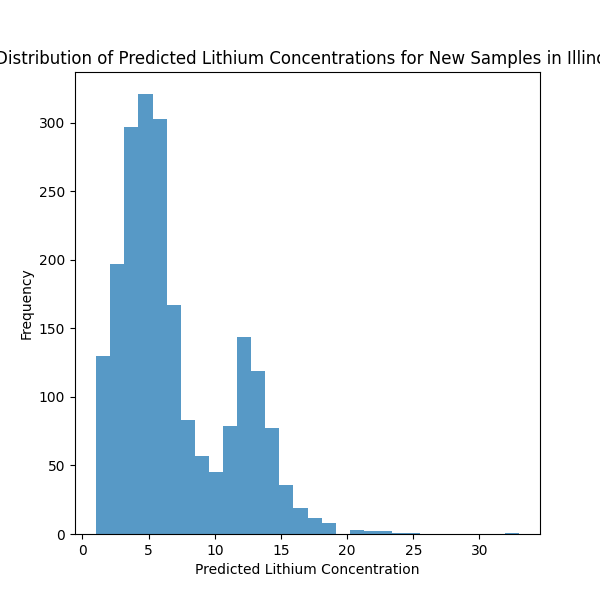 Distribution of Predicted Lithium Concentrations for New Samples in Illino
300
250
200
150
100
50
0
Frequency
0 5 10 15 20 25 30
Predicted Lithium Concentration